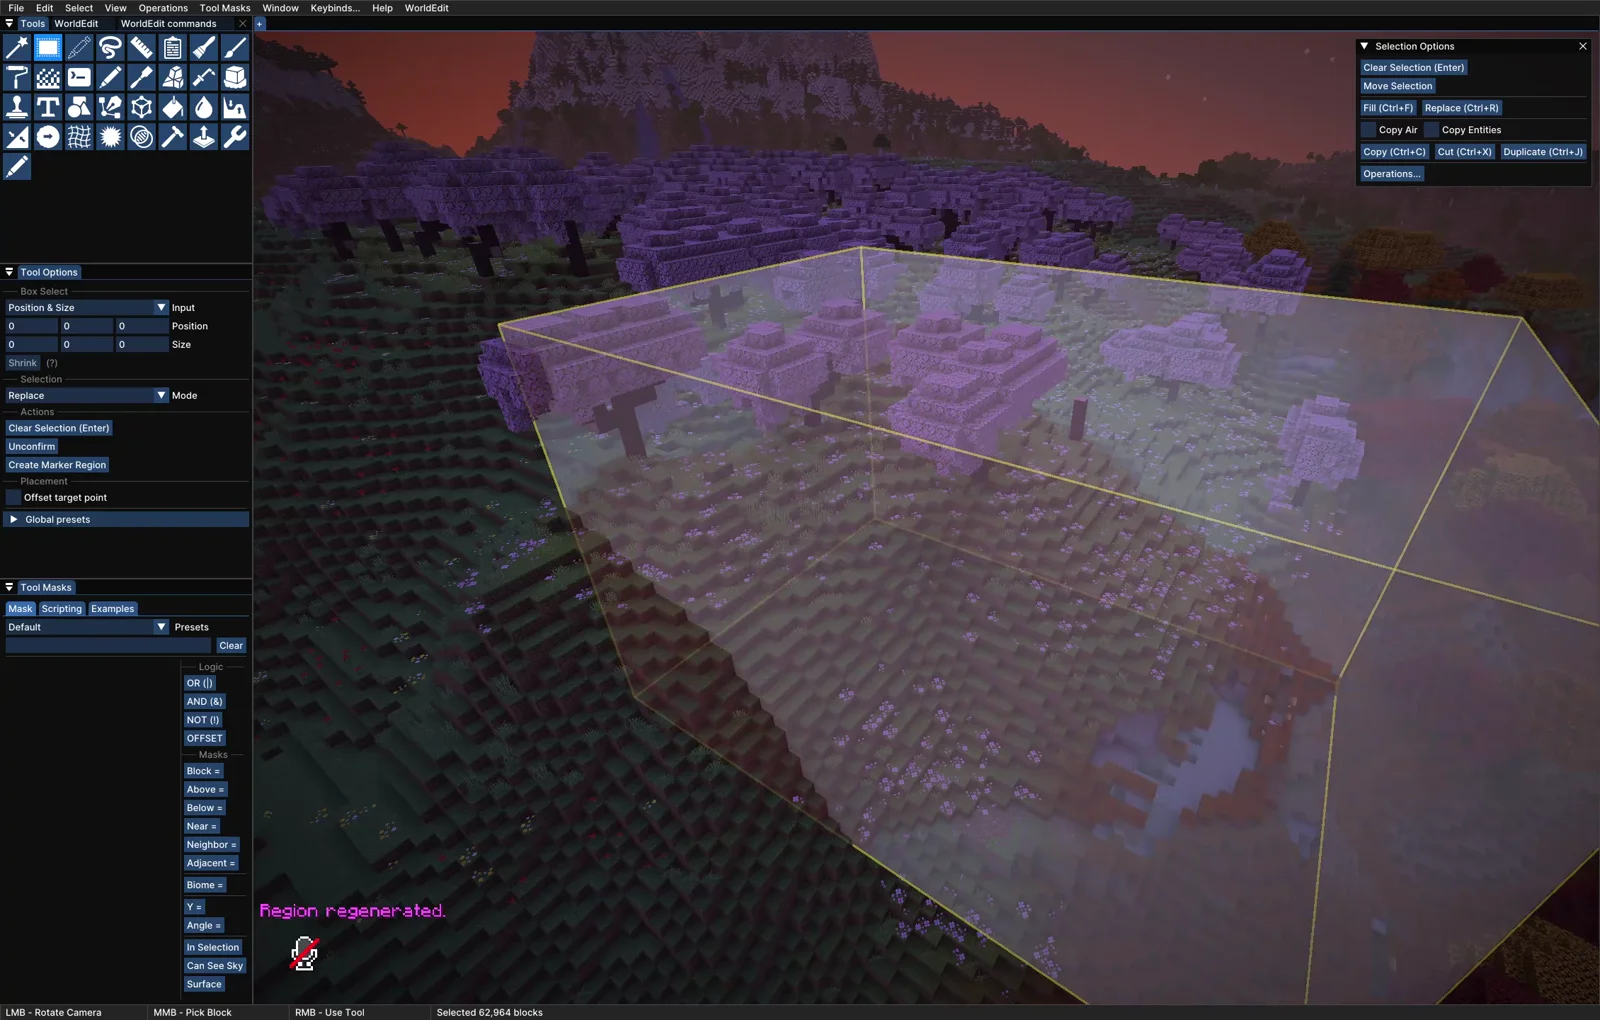 File Edit Select View Operations Tool Masks Window Keybinds... Help WorldEdit
Tools WorldEdit WorldEdit commands
+
Selection Options
Clear Selection (Enter)
Move Selection
Fill (Ctrl+F) Replace (Ctrl+R)
Copy Air Copy Entities
Copy (Ctrl+C) Cut (Ctrl+X) Duplicate (Ctrl+J)
Operations...
Tool Options
Box Select
Position & Size Input
0 0 0 Position
0 0 0 Size
Shrink (?)
Selection
Replace Mode
Actions
Clear Selection (Enter)
Unconfirm
Create Marker Region
Placement
Offset target point
Global presets
Tool Masks
Mask Scripting Examples
Default Presets
Clear
Logic
OR (|)
AND (&)
NOT (!)
OFFSET
Masks
Block =
Above =
Below =
Near =
Neighbor =
Adjacent =
Biome =
Y =
Angle =
In Selection
Can See Sky
Surface
Region regenerated.
LMB - Rotate Camera MMB - Pick Block RMB - Use Tool Selected 62,964 blocks